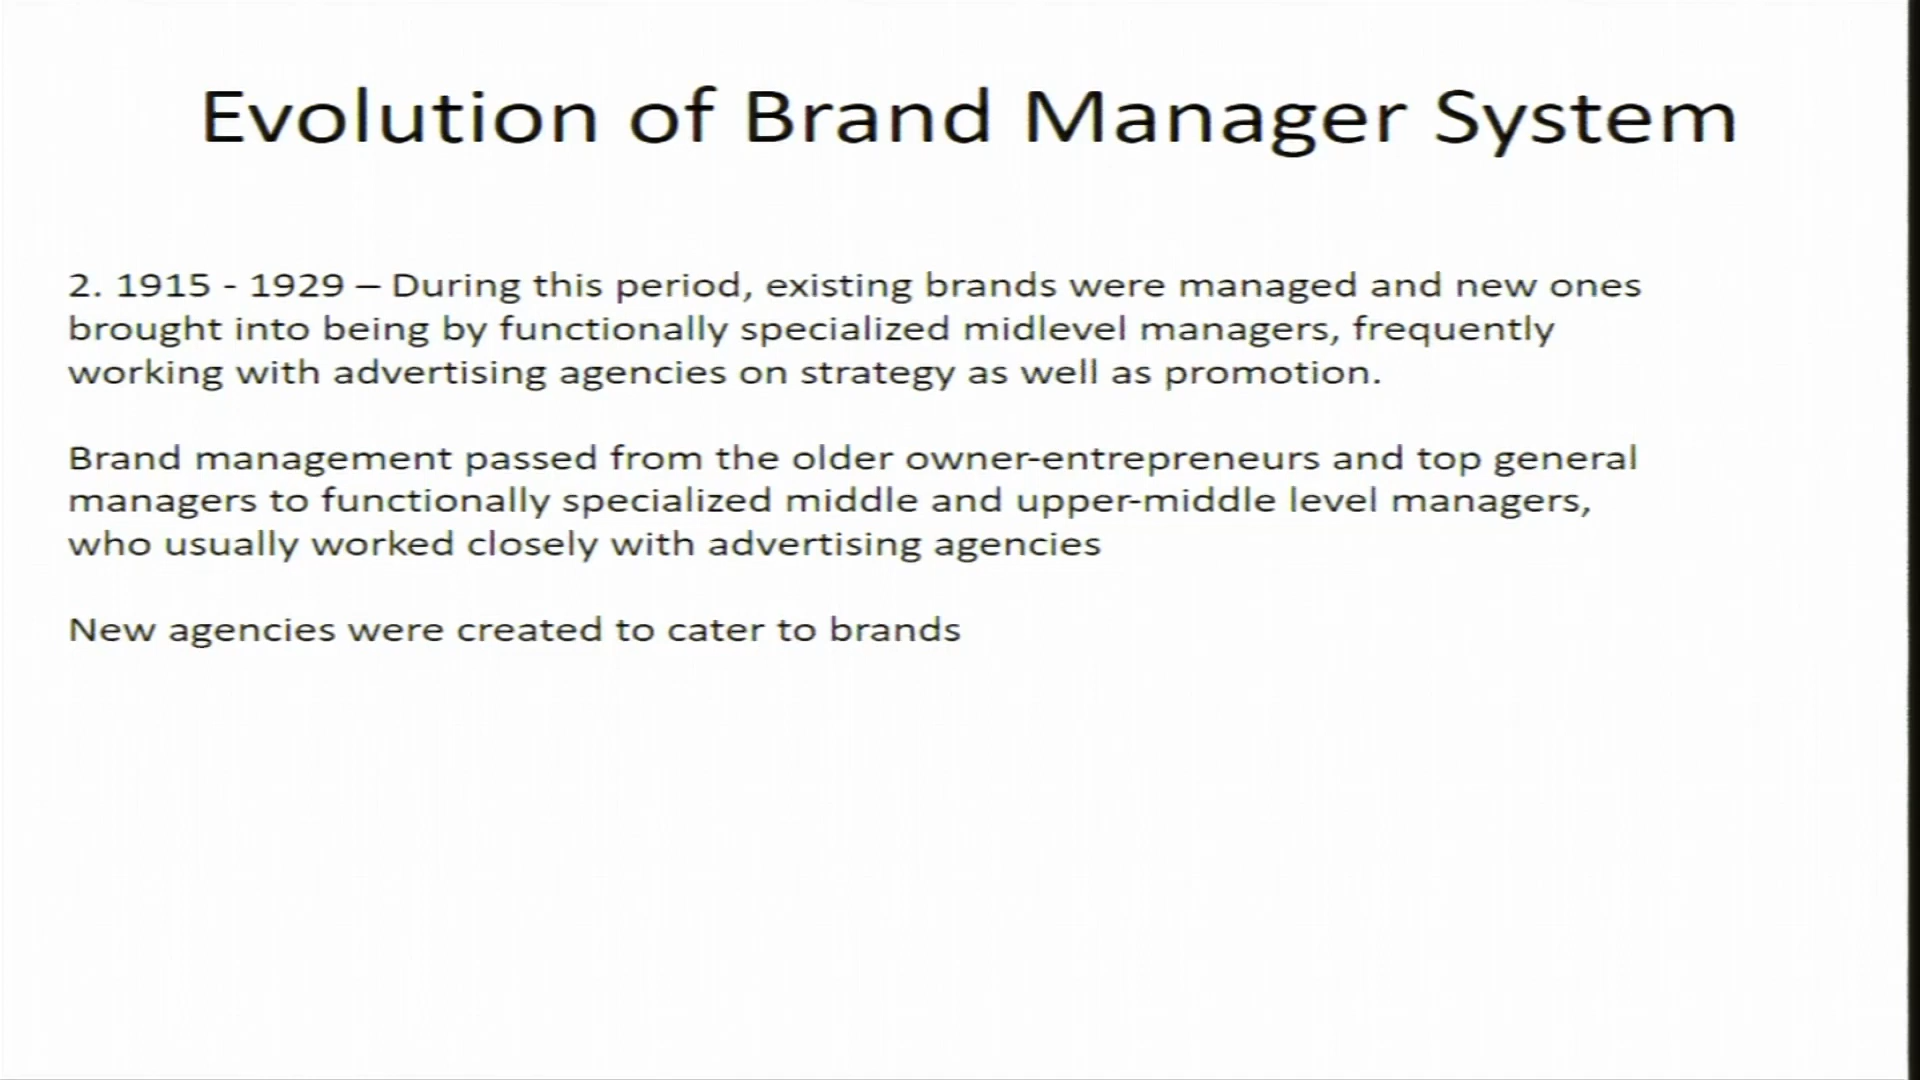 Evolution of Brand Manager System
2. 1915 - 1929 – During this period, existing brands were managed and new ones
brought into being by functionally specialized midlevel managers, frequently
working with advertising agencies on strategy as well as promotion.
Brand management passed from the older owner-entrepreneurs and top general
managers to functionally specialized middle and upper-middle level managers,
who usually worked closely with advertising agencies
New agencies were created to cater to brands